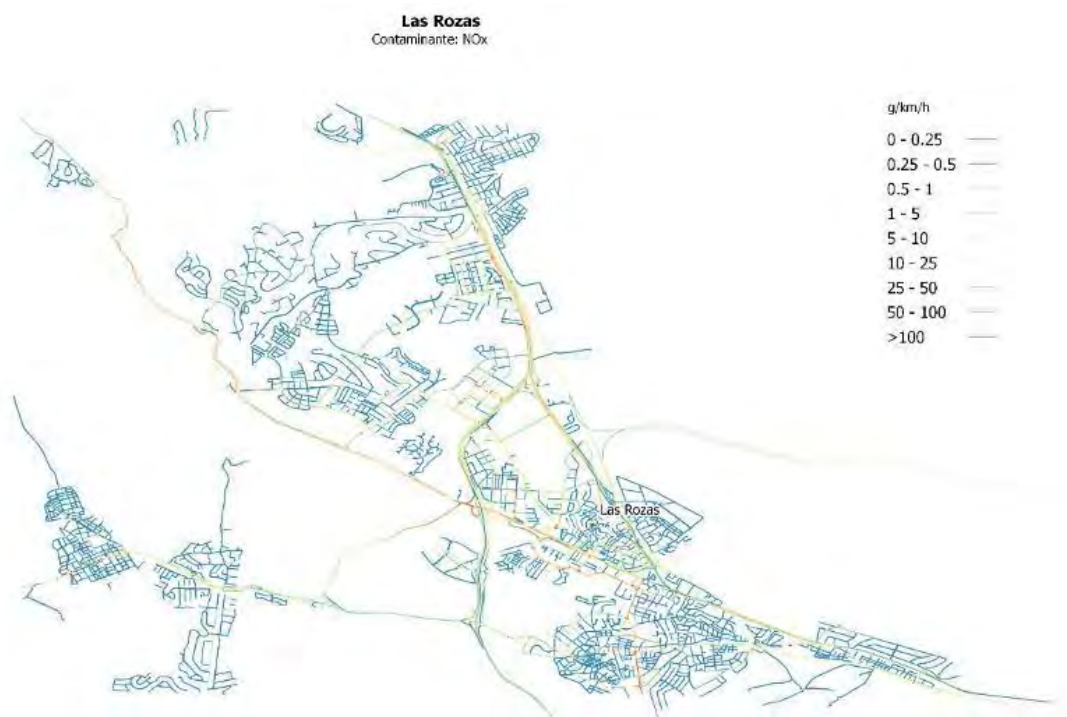 Las Rozas
Contaminante: NOx
g/km/h
0 - 0.25
0.25 - 0.5
0.5 - 1
1 - 5
5 - 10
10 - 25
25 - 50
50 - 100
>100
Las Rozas